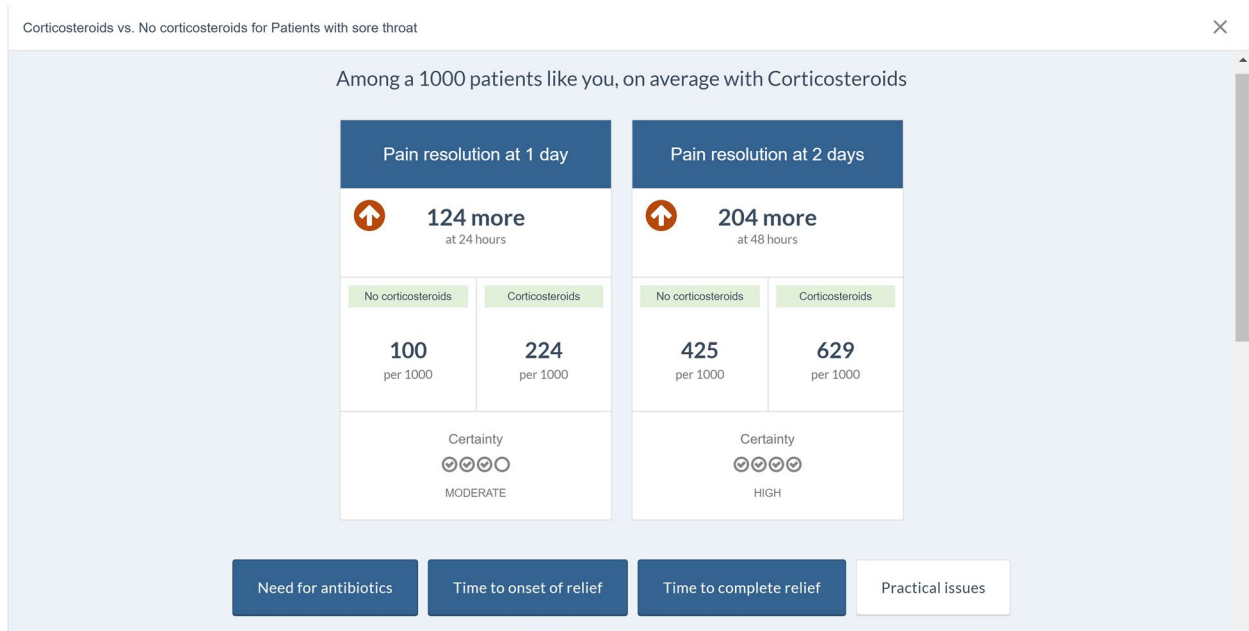 Corticosteroids vs. No corticosteroids for Patients with sore throat
Among a 1000 patients like you, on average with Corticosteroids
Pain resolution at 1 day
124 more
at 24 hours
No corticosteroids
Corticosteroids
100
per 1000
224
per 1000
Certainty
MODERATE
Pain resolution at 2 days
204 more
at 48 hours
No corticosteroids
Corticosteroids
425
per 1000
629
per 1000
Certainty
HIGH
Need for antibiotics
Time to onset of relief
Time to complete relief
Practical issues